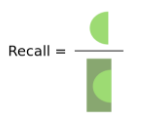 Recall =